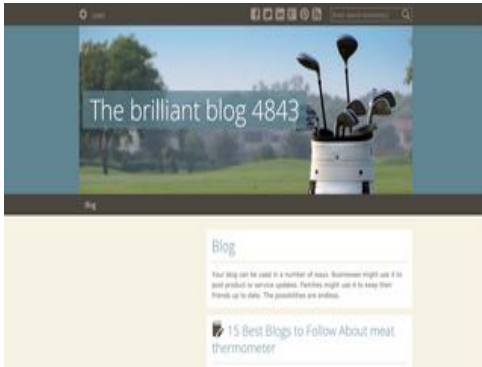 The brilliant blog 4843
Blog
Blog
Your blog can be used in a number of ways. Businesses might use it to
post product or service updates. Families might use it to keep their
friends up to date. The possibilities are endless.
15 Best Blogs to Follow About meat
thermometer